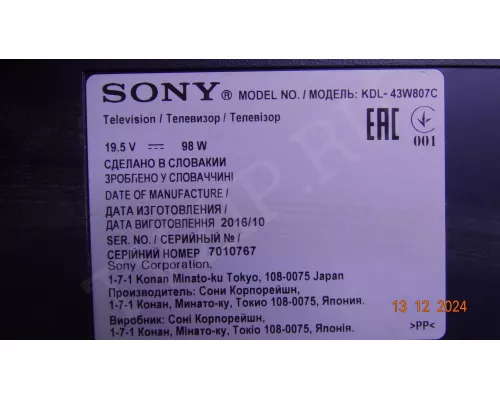 SONY® MODEL NO. / МОДЕЛЬ: KDL- 43W807C
Television / Телевизор / Телевізор
19.5 V ⎓ 98 W
EAC
001
СДЕЛАНО В СЛОВАКИИ
ЗРОБЛЕНО У СЛОВАЧЧИНІ
DATE OF MANUFACTURE /
ДАТА ИЗГОТОВЛЕНИЯ /
ДАТА ВИГОТОВЛЕННЯ 2016/10
SER. NO. / СЕРИЙНЫЙ № /
СЕРІЙНИЙ НОМЕР 7010767
Sony Corporation,
1-7-1 Konan Minato-ku Tokyo, 108-0075 Japan
Производитель: Сони Корпорейшн,
1-7-1 Конан, Минато-ку, Токио 108-0075, Япония.
Виробник: Соні Корпорейшн,
1-7-1 Конан, Мінато-ку, Токіо 108-0075, Японія.
13 12 2024
>PP<